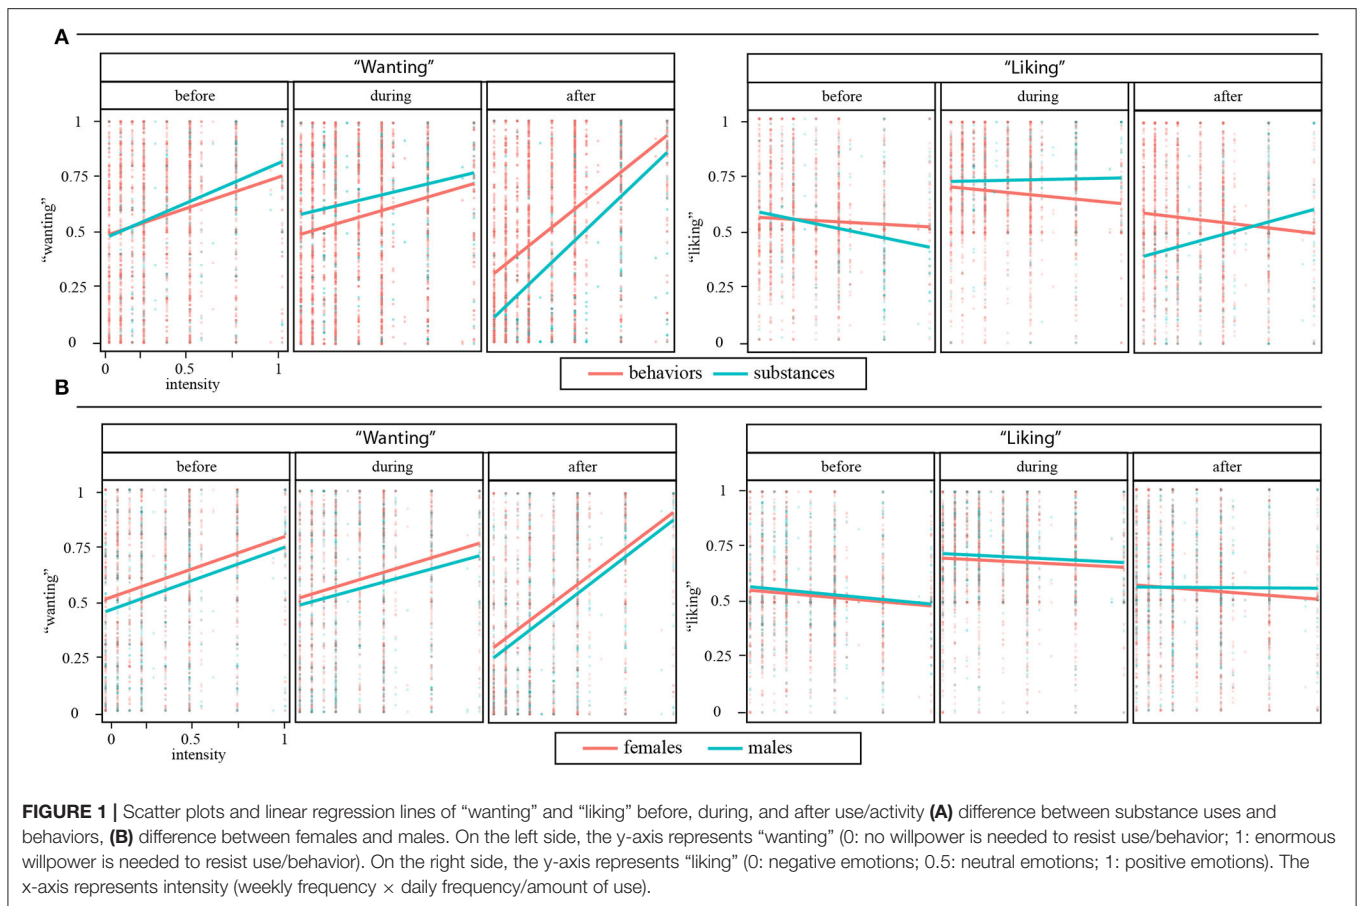 A
“Wanting”
before
during
after
“wanting”
1
0.75
0.5
0.25
0
0
0.5
1
intensity
“Liking”
before
during
after
“liking”
1
0.75
0.5
0.25
0
behaviors
substances
B
“Wanting”
before
during
after
“wanting”
1
0.75
0.5
0.25
0
0
0.5
1
intensity
“Liking”
before
during
after
“liking”
1
0.75
0.5
0.25
0
females
males
FIGURE 1 | Scatter plots and linear regression lines of “wanting” and “liking” before, during, and after use/activity (A) difference between substance uses and
behaviors, (B) difference between females and males. On the left side, the y-axis represents “wanting” (0: no willpower is needed to resist use/behavior; 1: enormous
willpower is needed to resist use/behavior). On the right side, the y-axis represents “liking” (0: negative emotions; 0.5: neutral emotions; 1: positive emotions). The
x-axis represents intensity (weekly frequency × daily frequency/amount of use).